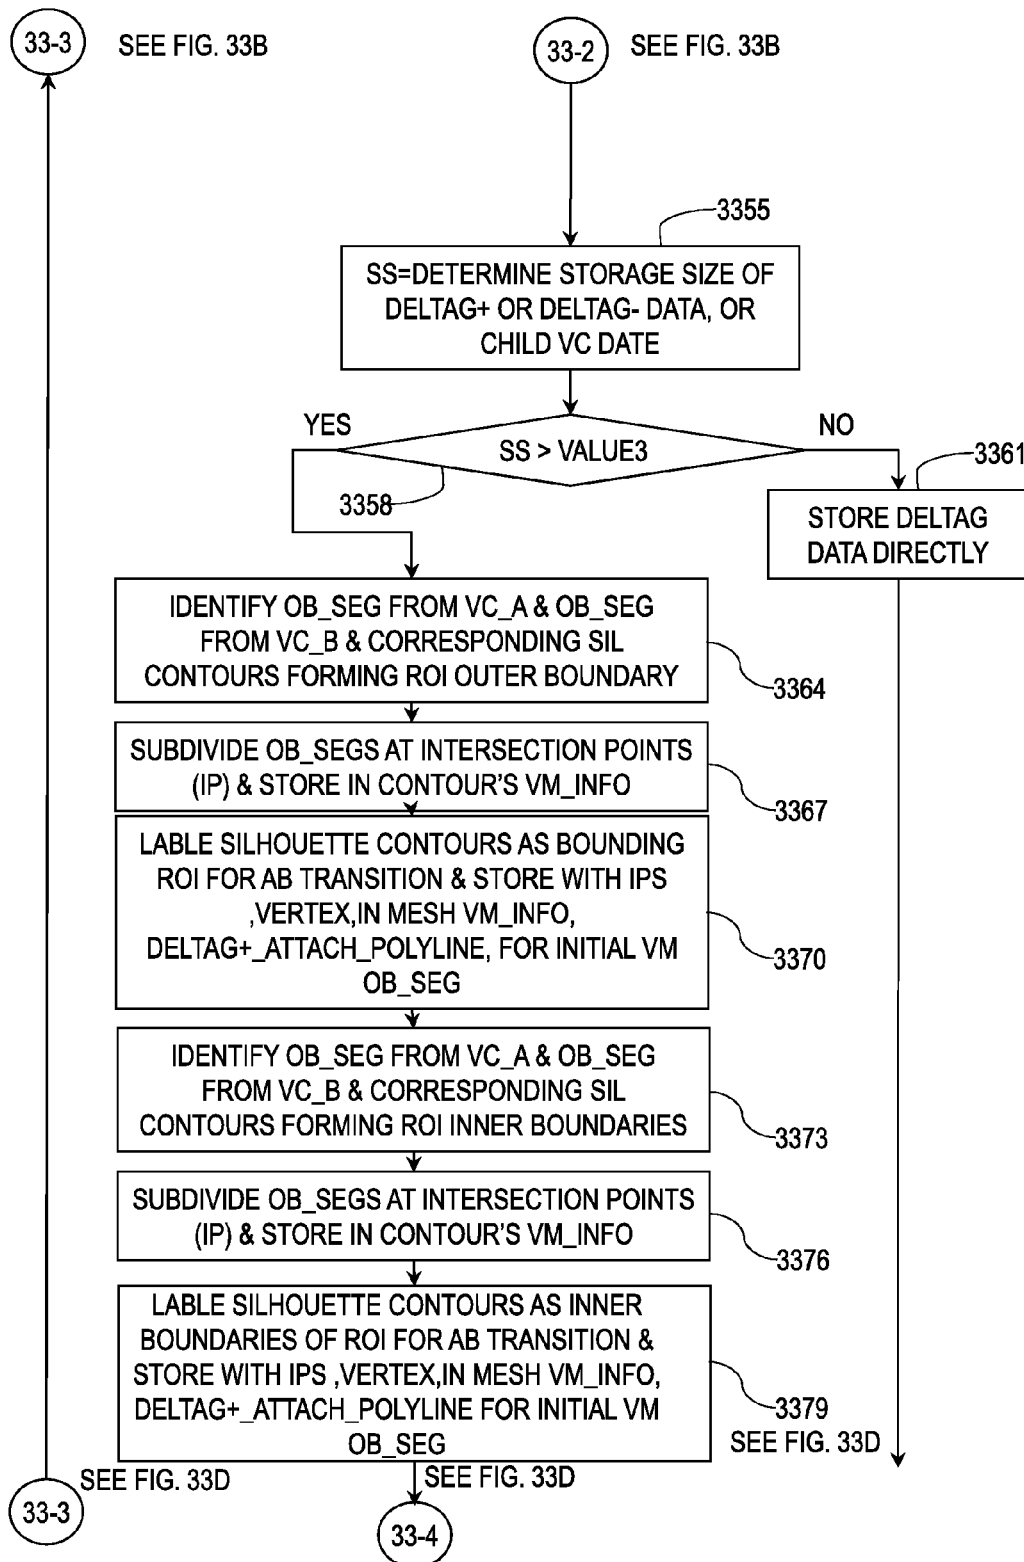 33-3
SEE FIG. 33B
33-2
SEE FIG. 33B
3355
SS=DETERMINE STORAGE SIZE OF
DELTAG+ OR DELTAG- DATA, OR
CHILD VC DATE
YES
NO
SS > VALUE3
3358
3361
STORE DELTAG
DATA DIRECTLY
IDENTIFY OB_SEG FROM VC_A & OB_SEG
FROM VC_B & CORRESPONDING SIL
CONTOURS FORMING ROI OUTER BOUNDARY
3364
SUBDIVIDE OB_SEGS AT INTERSECTION POINTS
(IP) & STORE IN CONTOUR'S VM_INFO
3367
LABLE SILHOUETTE CONTOURS AS BOUNDING
ROI FOR AB TRANSITION & STORE WITH IPS
,VERTEX,IN MESH VM_INFO,
DELTAG+_ATTACH_POLYLINE, FOR INITIAL VM
OB_SEG
3370
IDENTIFY OB_SEG FROM VC_A & OB_SEG
FROM VC_B & CORRESPONDING SIL
CONTOURS FORMING ROI INNER BOUNDARIES
3373
SUBDIVIDE OB_SEGS AT INTERSECTION POINTS
(IP) & STORE IN CONTOUR'S VM_INFO
3376
LABLE SILHOUETTE CONTOURS AS INNER
BOUNDARIES OF ROI FOR AB TRANSITION &
STORE WITH IPS ,VERTEX,IN MESH VM_INFO,
DELTAG+_ATTACH_POLYLINE FOR INITIAL VM
OB_SEG
3379
SEE FIG. 33D
SEE FIG. 33D
SEE FIG. 33D
33-3
33-4